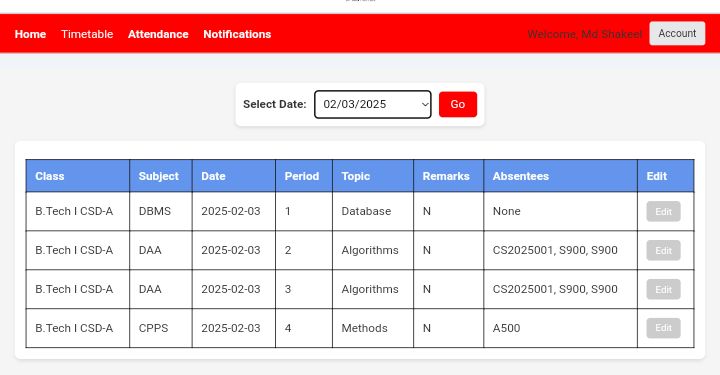 Home Timetable Attendance Notifications Welcome, Md Shakeel Account
Select Date: 02/03/2025 Go
Class Subject Date Period Topic Remarks Absentees Edit
B.Tech I CSD-A DBMS 2025-02-03 1 Database N None Edit
B.Tech I CSD-A DAA 2025-02-03 2 Algorithms N CS2025001, S900, S900 Edit
B.Tech I CSD-A DAA 2025-02-03 3 Algorithms N CS2025001, S900, S900 Edit
B.Tech I CSD-A CPPS 2025-02-03 4 Methods N A500 Edit